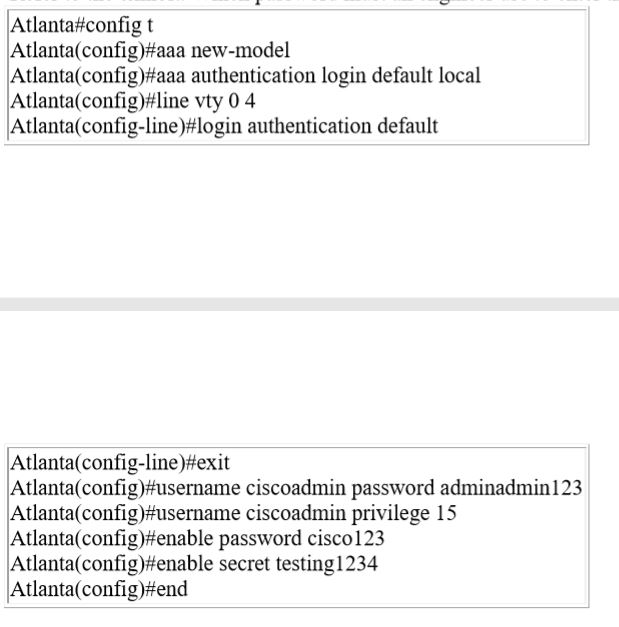 Atlanta#config t
Atlanta(config)#aaa new-model
Atlanta(config)#aaa authentication login default local
Atlanta(config)#line vty 0 4
Atlanta(config-line)#login authentication default
Atlanta(config-line)#exit
Atlanta(config)#username ciscoadmin password adminadmin123
Atlanta(config)#username ciscoadmin privilege 15
Atlanta(config)#enable password cisco123
Atlanta(config)#enable secret testing1234
Atlanta(config)#end